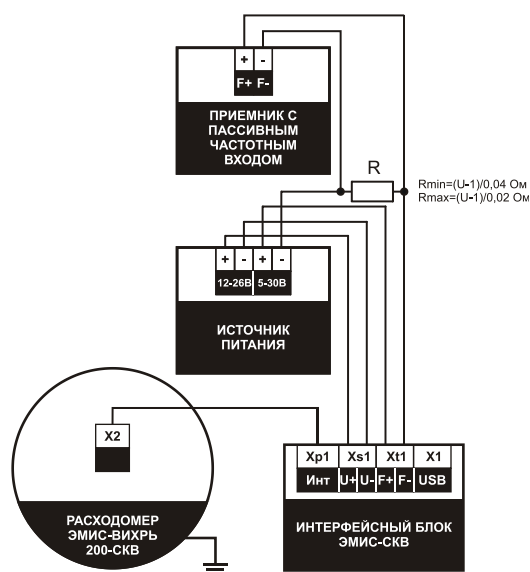 + -
F+ F-
ПРИЕМНИК С
ПАССИВНЫМ
ЧАСТОТНЫМ
ВХОДОМ
R
Rmin=(U-1)/0,04 Ом
Rmax=(U-1)/0,02 Ом
+ - + -
12-26В 5-30В
ИСТОЧНИК
ПИТАНИЯ
X2
РАСХОДОМЕР
ЭМИС-ВИХРЬ
200-СКВ
Xp1 Xs1 Xt1 X1
Инт U+ U- F+ F- USB
ИНТЕРФЕЙСНЫЙ БЛОК
ЭМИС-СКВ